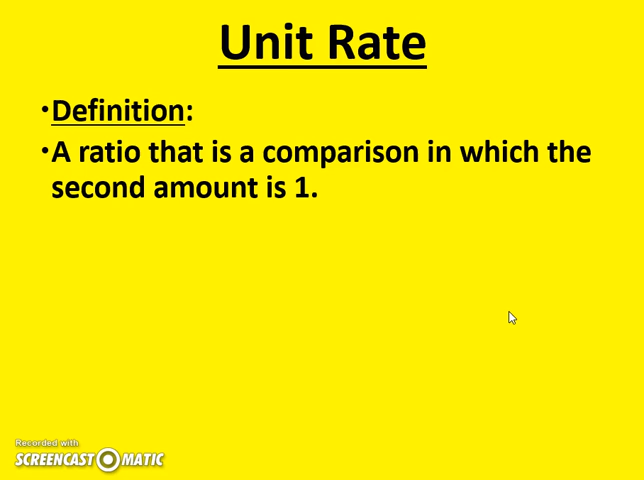 Unit Rate
•Definition:
•A ratio that is a comparison in which the
second amount is 1.
Recorded with
SCREENCAST MATIC